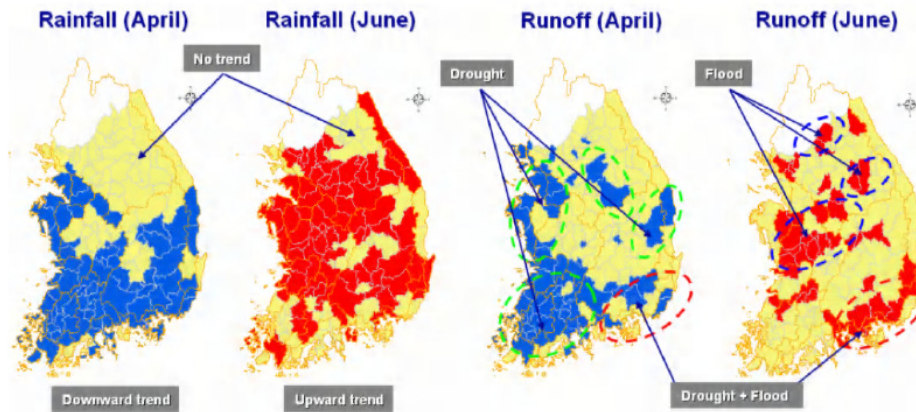 Rainfall (April)
Rainfall (June)
Runoff (April)
Runoff (June)
No trend
Drought
Flood
Downward trend
Upward trend
Drought + Flood